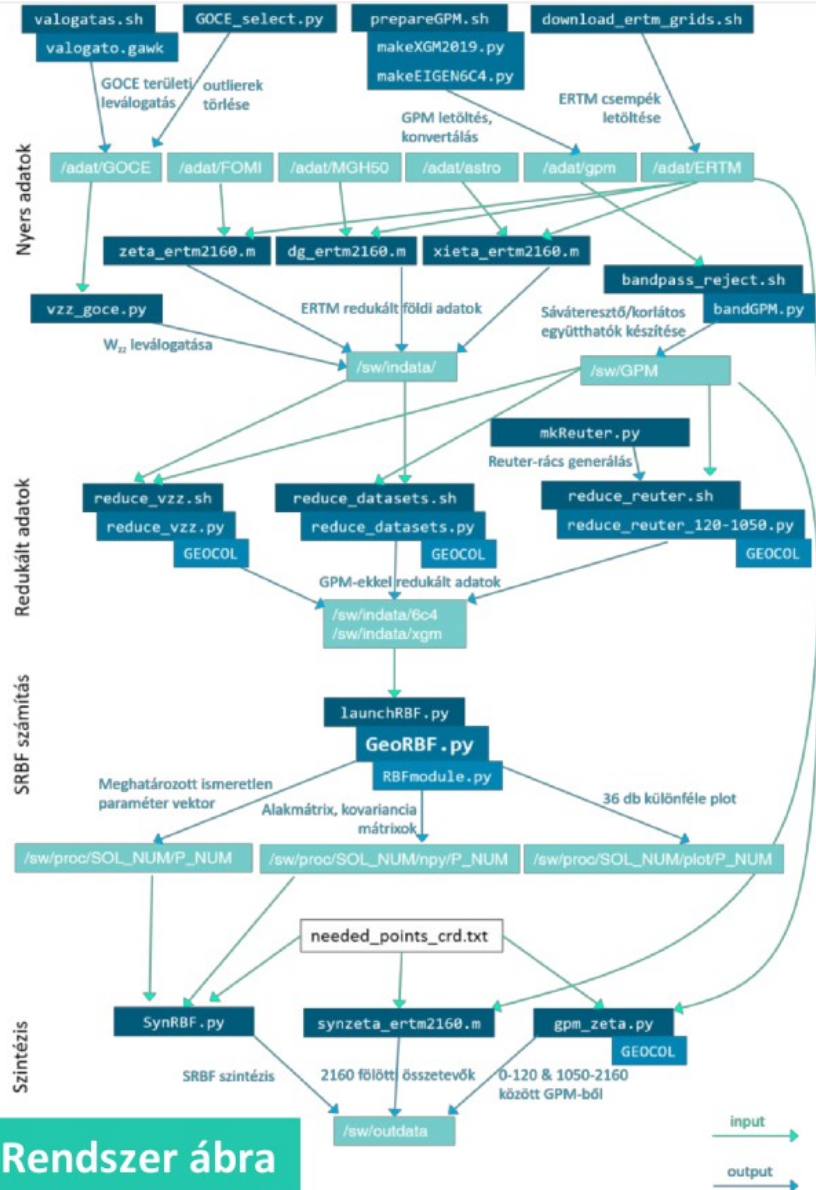 valogatas.sh
valogato.gawk
GOCE_select.py
prepareGPM.sh
makeXGM2019.py
makeEIGEN6C4.py
download_ertm_grids.sh
GOCE területi
leválogatás
outlierek
törlése
GPM letöltés,
konvertálás
ERTM csempék
letöltése
Nyers adatok
/adat/GOCE
/adat/FOMI
/adat/MGH50
/adat/astro
/adat/gpm
/adat/ERTM
zeta_ertm2160.m
dg_ertm2160.m
xieta_ertm2160.m
bandpass_reject.sh
bandGPM.py
vzz_goce.py
ERTM redukált földi adatok
Sáváteresztő/korlátos
együtthatók készítése
Wzz leválogatása
/sw/indata/
/sw/GPM
mkReuter.py
Reuter-rács generálás
Redukált adatok
reduce_vzz.sh
reduce_vzz.py
GEOCOL
reduce_datasets.sh
reduce_datasets.py
GEOCOL
reduce_reuter.sh
reduce_reuter_120-1050.py
GEOCOL
GPM-ekkel redukált adatok
/sw/indata/6c4
/sw/indata/xgm
SRBF számítás
launchRBF.py
GeoRBF.py
RBFmodule.py
Meghatározott ismeretlen
paraméter vektor
Alakmátrix, kovariancia
mátrixok
36 db különféle plot
/sw/proc/SOL_NUM/P_NUM
/sw/proc/SOL_NUM/npy/P_NUM
/sw/proc/SOL_NUM/plot/P_NUM
needed_points_crd.txt
Szintézis
SynRBF.py
synzeta_ertm2160.m
gpm_zeta.py
GEOCOL
SRBF szintézis
2160 fölötti összetevők
0-120 & 1050-2160
között GPM-ből
/sw/outdata
Rendszer ábra
input
output